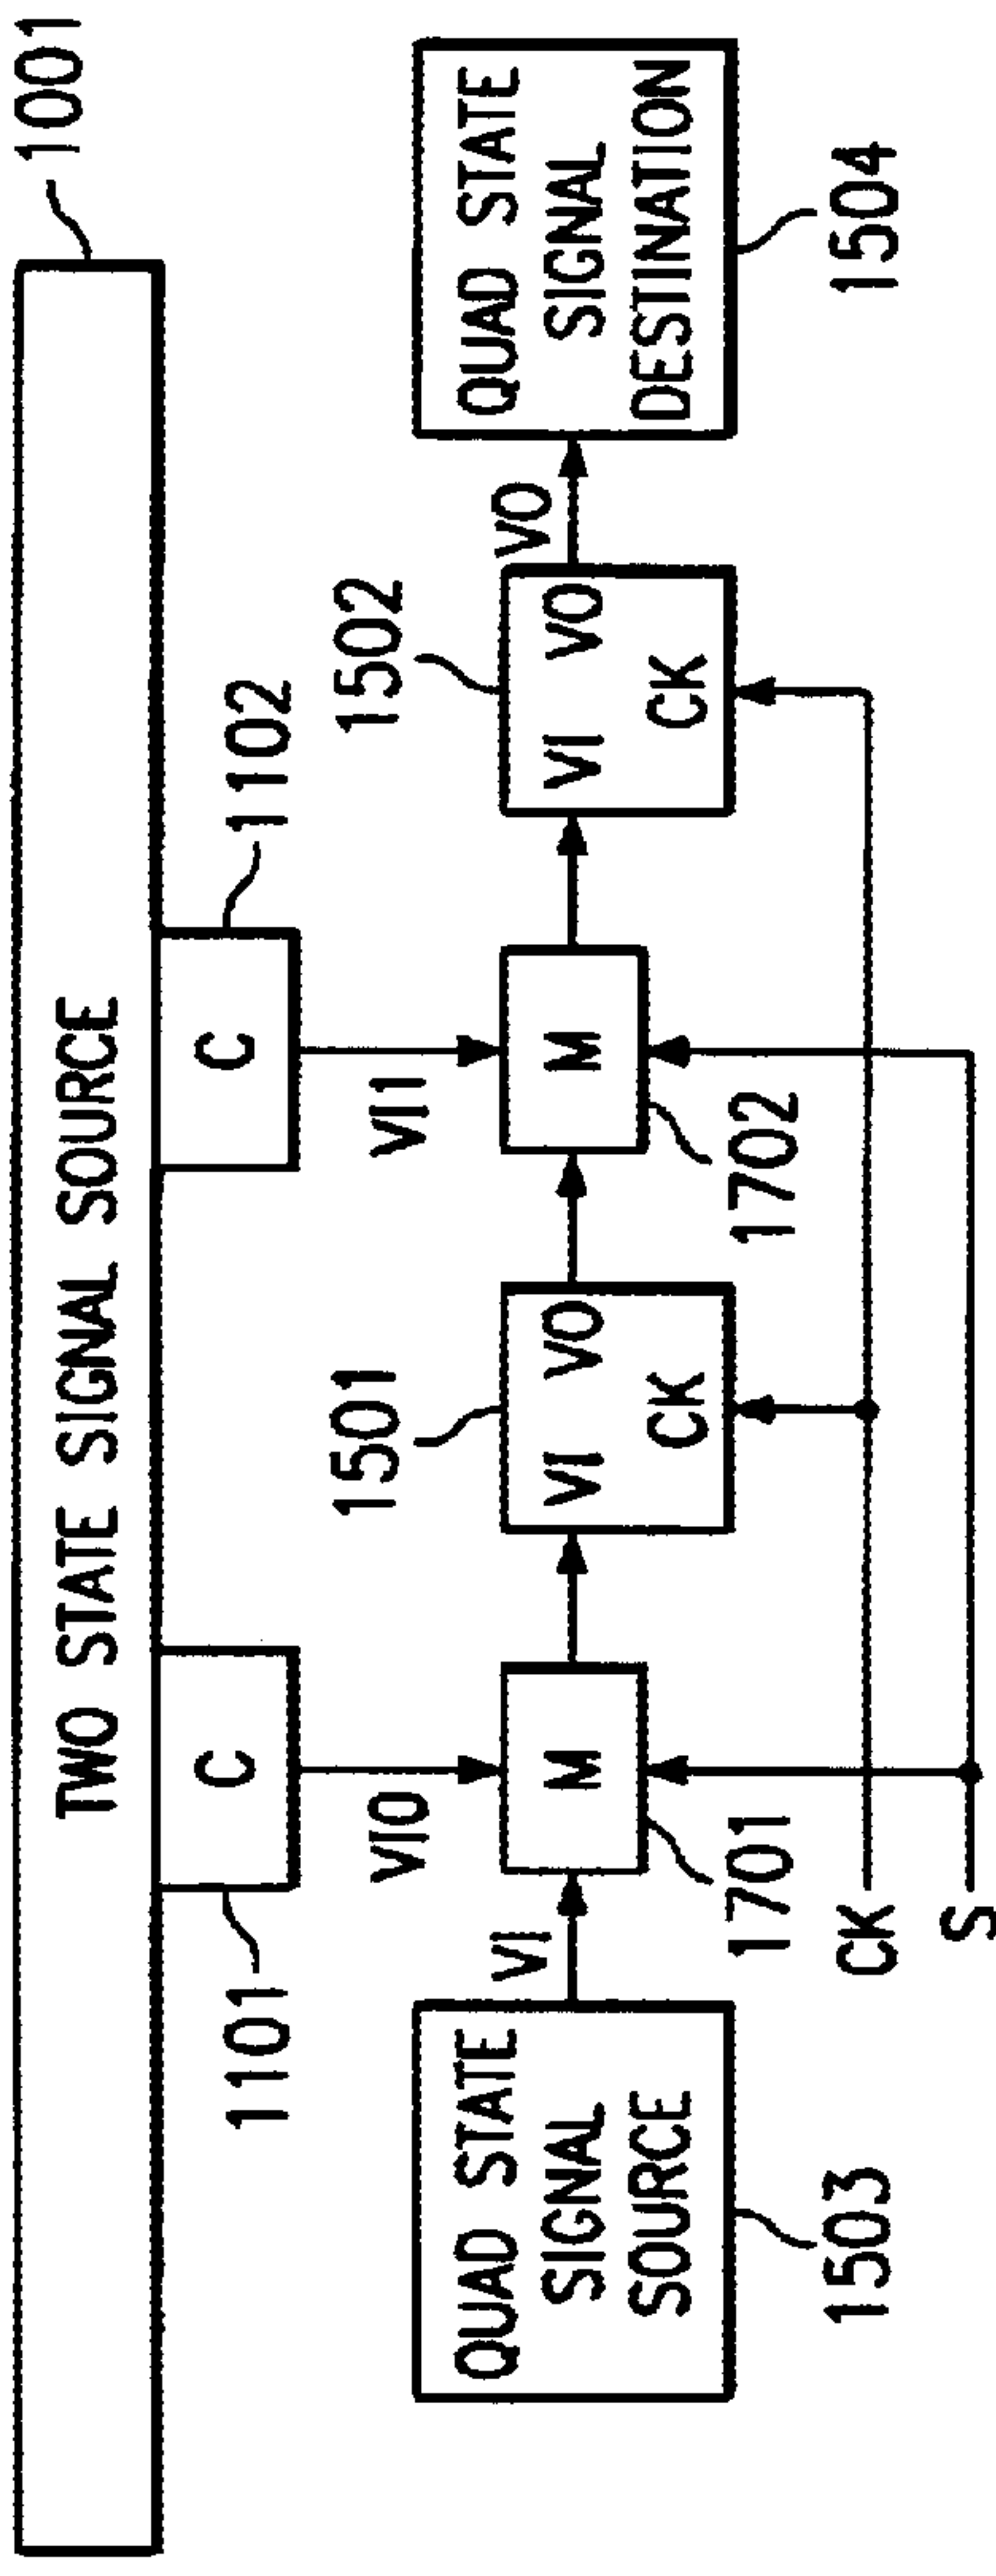 1001
TWO STATE SIGNAL SOURCE
1101
C
C
1102
VI0
VI1
1501
1502
QUAD STATE
SIGNAL
SOURCE
VI
M
VI VO
CK
M
VI VO
CK
VO
QUAD STATE
SIGNAL
DESTINATION
1503
1701
1702
1504
CK
S